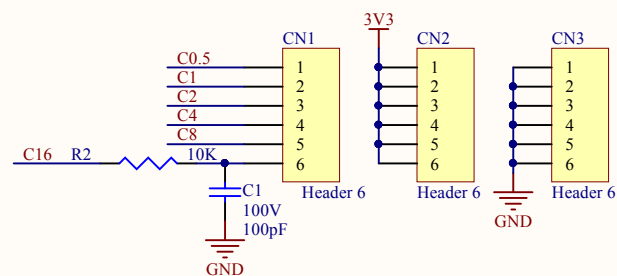 3V3
CN1 CN2 CN3
C0.5 1 1 1
C1 2 2 2
C2 3 3 3
C4 4 4 4
C8 5 5 5
C16 R2 10K 6 6 6
C1 Header 6 Header 6 Header 6
100V
100pF
GND
GND